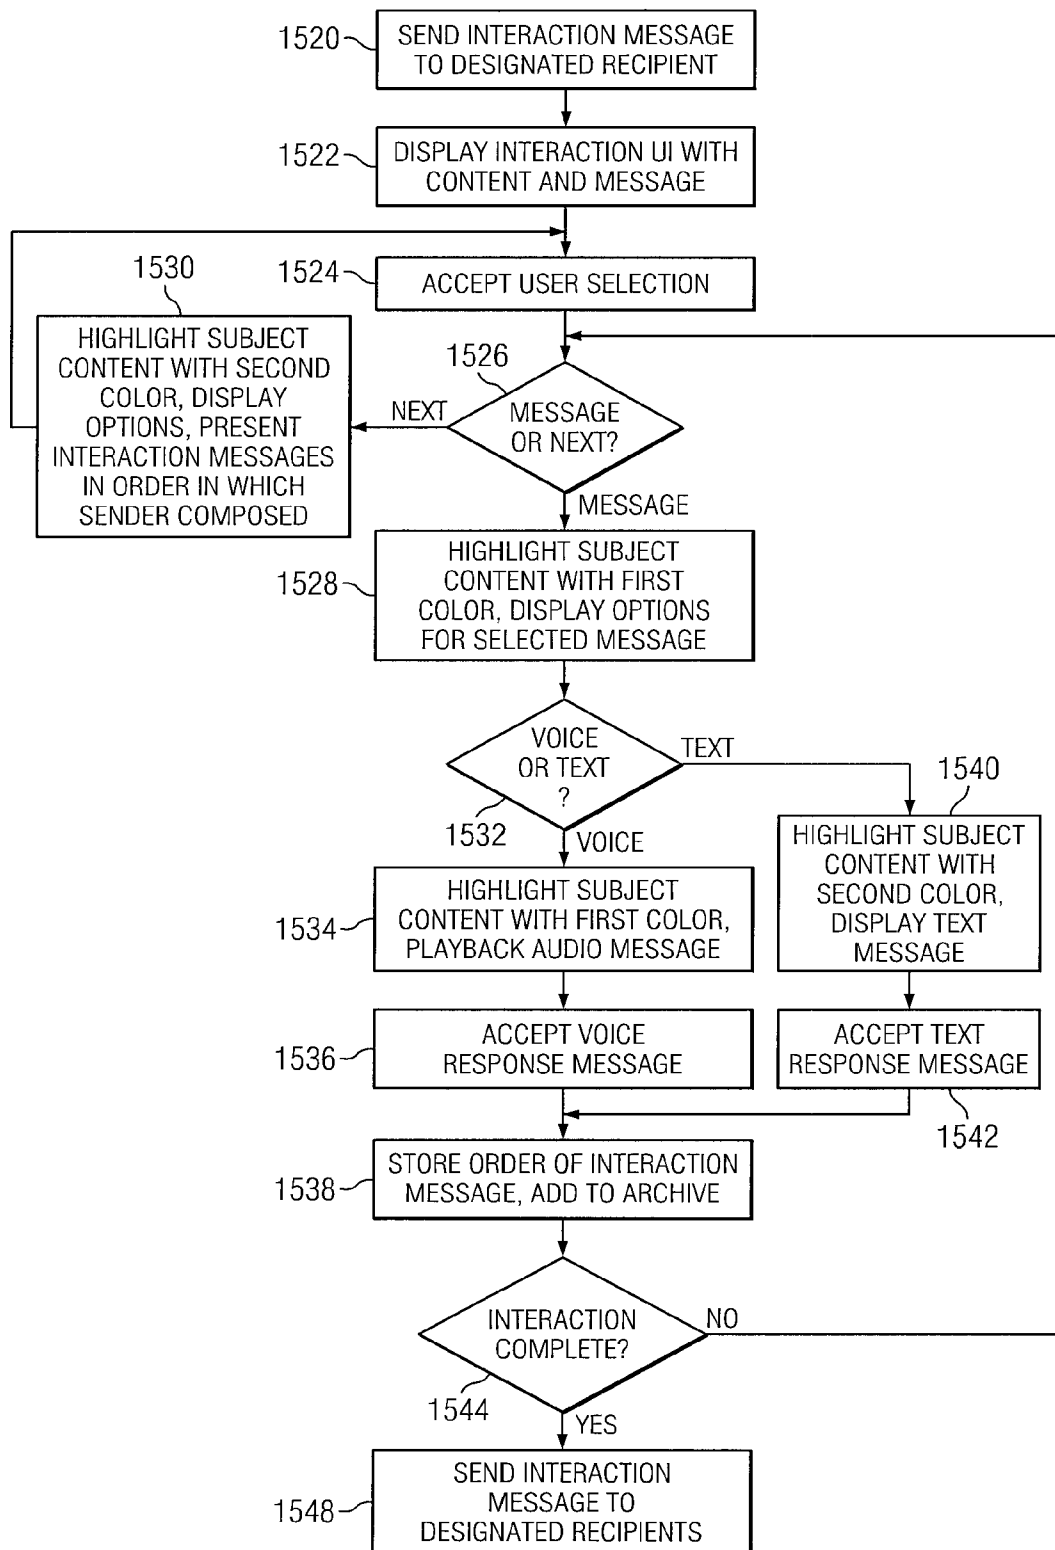 1520
SEND INTERACTION MESSAGE
TO DESIGNATED RECIPIENT
1522
DISPLAY INTERACTION UI WITH
CONTENT AND MESSAGE
1524
ACCEPT USER SELECTION
1530
HIGHLIGHT SUBJECT
CONTENT WITH SECOND
COLOR, DISPLAY
OPTIONS, PRESENT
INTERACTION MESSAGES
IN ORDER IN WHICH
SENDER COMPOSED
1526
NEXT
MESSAGE
OR NEXT?
MESSAGE
1528
HIGHLIGHT SUBJECT
CONTENT WITH FIRST
COLOR, DISPLAY OPTIONS
FOR SELECTED MESSAGE
VOICE
OR TEXT
?
TEXT
1532
VOICE
1540
HIGHLIGHT SUBJECT
CONTENT WITH
SECOND COLOR,
DISPLAY TEXT
MESSAGE
1534
HIGHLIGHT SUBJECT
CONTENT WITH FIRST COLOR,
PLAYBACK AUDIO MESSAGE
1536
ACCEPT VOICE
RESPONSE MESSAGE
ACCEPT TEXT
RESPONSE MESSAGE
1542
1538
STORE ORDER OF INTERACTION
MESSAGE, ADD TO ARCHIVE
INTERACTION
COMPLETE?
NO
1544
YES
1548
SEND INTERACTION
MESSAGE TO
DESIGNATED RECIPIENTS